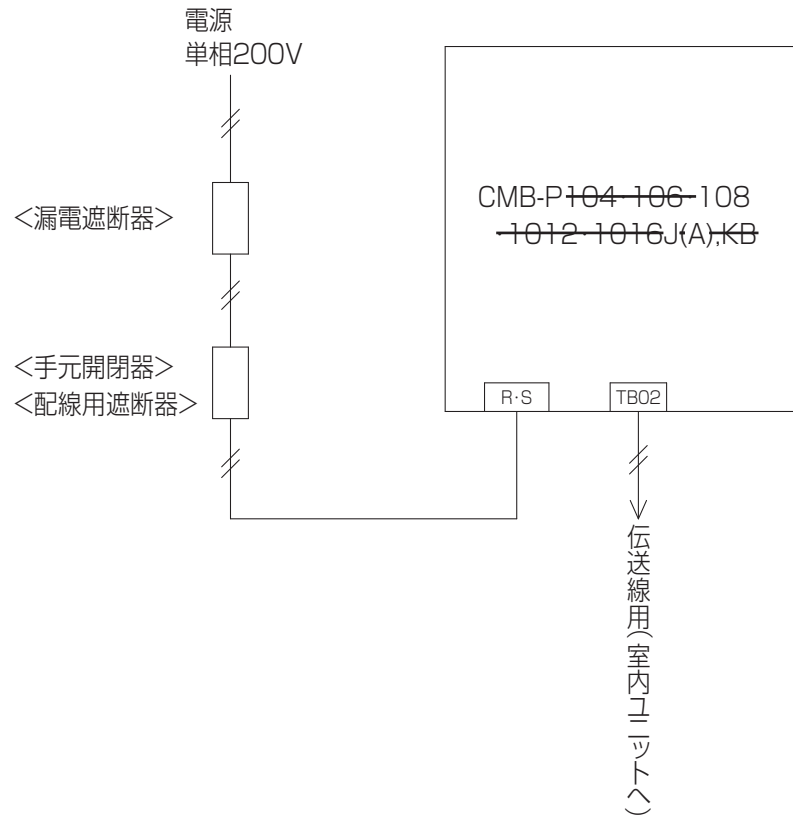 電源
単相200V
<漏電遮断器>
CMB-P104·106·108
·1012·1016J(A),KB
<手元開閉器>
<配線用遮断器>
R·S
TB02
伝送線用(室内ユニットへ)